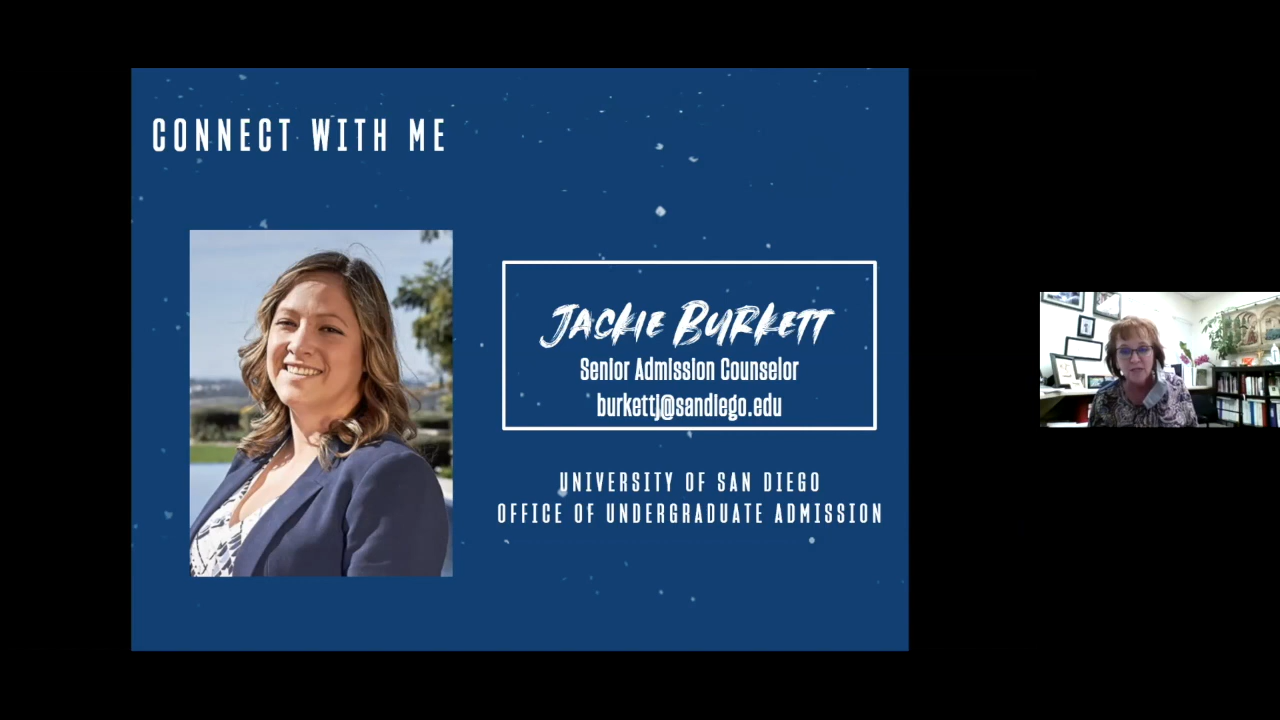 CONNECT WITH ME
JACKIE BURKETT
Senior Admission Counselor
burkettj@sandiego.edu
UNIVERSITY OF SAN DIEGO
OFFICE OF UNDERGRADUATE ADMISSION